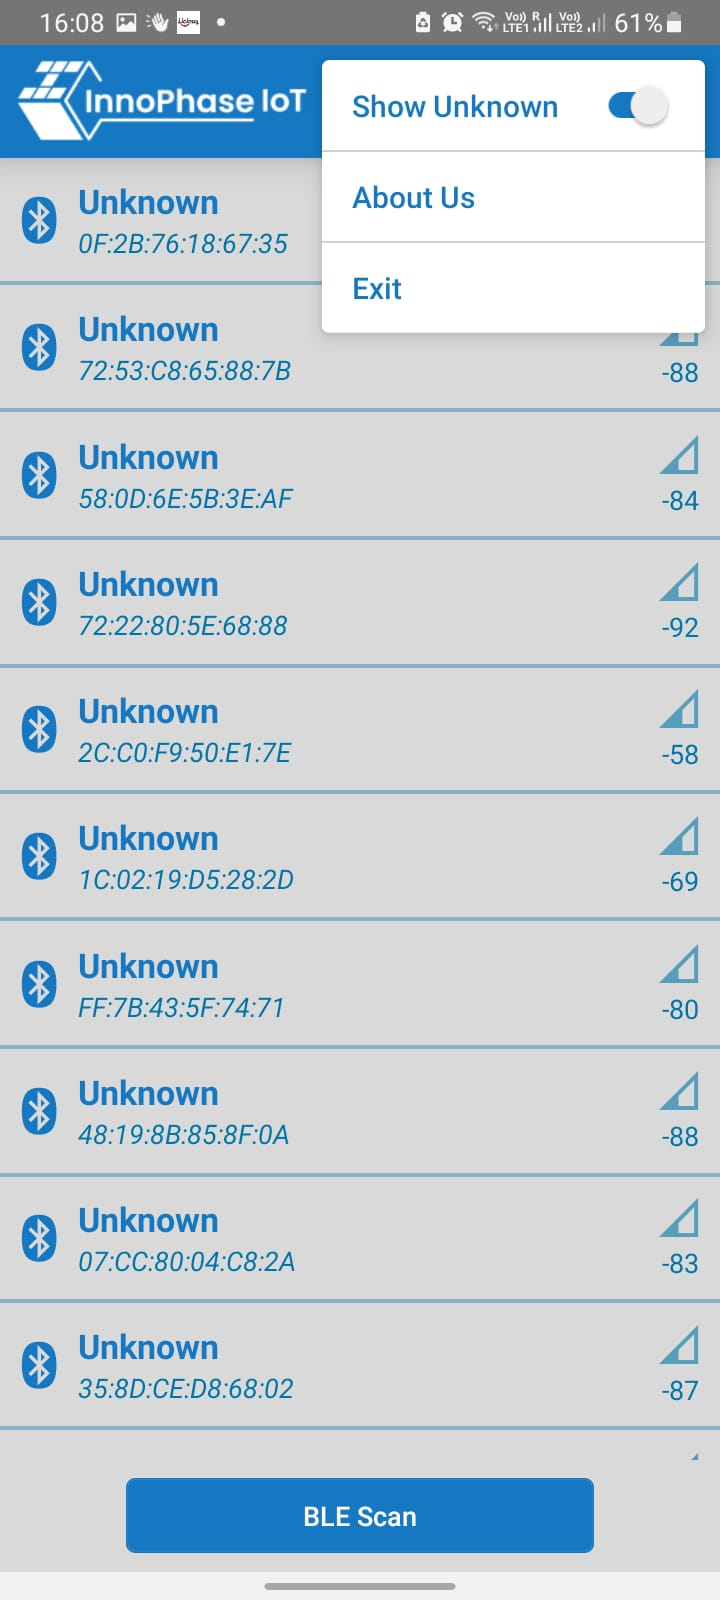 16:08
Vo) R Vo)
LTE1 LTE2 61%
InnoPhase IoT
Show Unknown
About Us
Exit
Unknown
0F:2B:76:18:67:35
Unknown
72:53:C8:65:88:7B
-88
Unknown
58:0D:6E:5B:3E:AF
-84
Unknown
72:22:80:5E:68:88
-92
Unknown
2C:C0:F9:50:E1:7E
-58
Unknown
1C:02:19:D5:28:2D
-69
Unknown
FF:7B:43:5F:74:71
-80
Unknown
48:19:8B:85:8F:0A
-88
Unknown
07:CC:80:04:C8:2A
-83
Unknown
35:8D:CE:D8:68:02
-87
BLE Scan